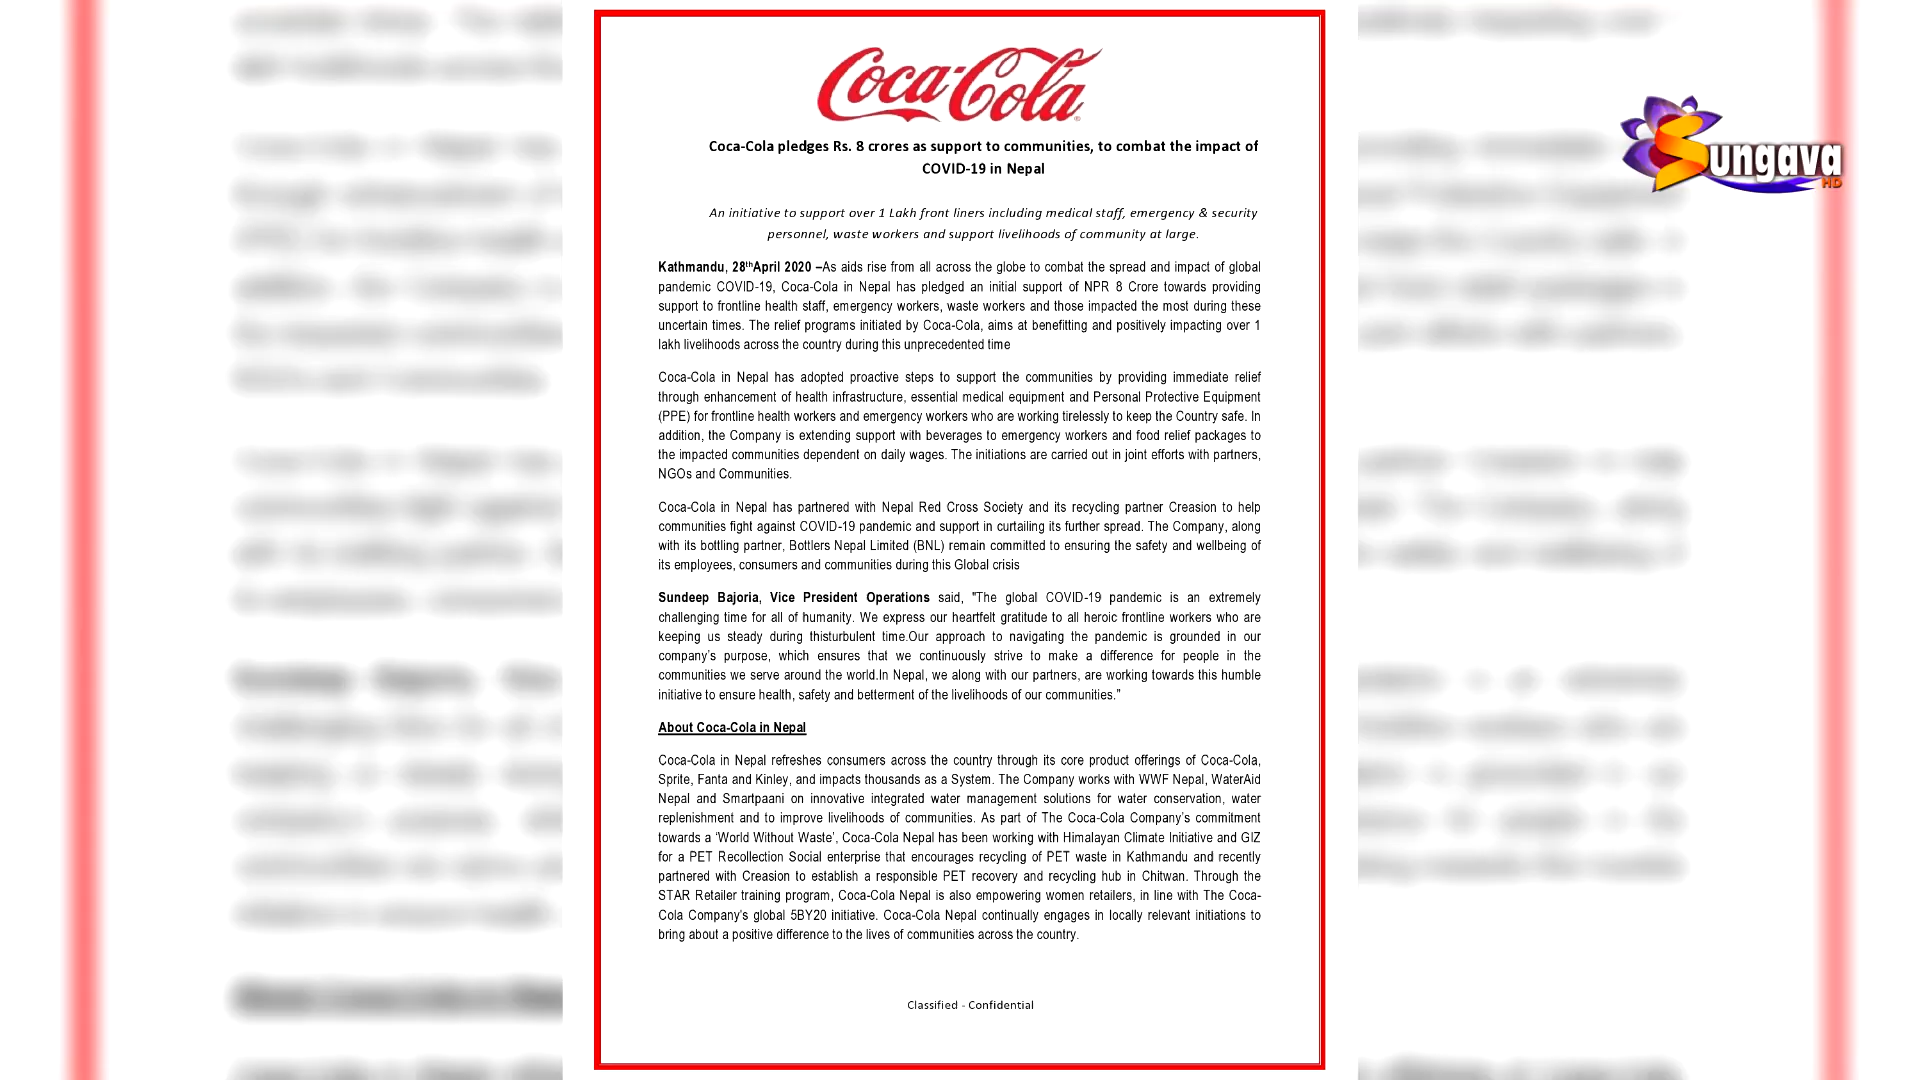 Coca-Cola
Coca-Cola pledges Rs. 8 crores as support to communities, to combat the impact of
COVID-19 in Nepal
An initiative to support over 1 Lakh front liners including medical staff, emergency & security
personnel, waste workers and support livelihoods of community at large.
Kathmandu, 28thApril 2020 –As aids rise from all across the globe to combat the spread and impact of global
pandemic COVID-19, Coca-Cola in Nepal has pledged an initial support of NPR 8 Crore towards providing
support to frontline health staff, emergency workers, waste workers and those impacted the most during these
uncertain times. The relief programs initiated by Coca-Cola, aims at benefitting and positively impacting over 1
lakh livelihoods across the country during this unprecedented time
Coca-Cola in Nepal has adopted proactive steps to support the communities by providing immediate relief
through enhancement of health infrastructure, essential medical equipment and Personal Protective Equipment
(PPE) for frontline health workers and emergency workers who are working tirelessly to keep the Country safe. In
addition, the Company is extending support with beverages to emergency workers and food relief packages to
the impacted communities dependent on daily wages. The initiations are carried out in joint efforts with partners,
NGOs and Communities.
Coca-Cola in Nepal has partnered with Nepal Red Cross Society and its recycling partner Creasion to help
communities fight against COVID-19 pandemic and support in curtailing its further spread. The Company, along
with its bottling partner, Bottlers Nepal Limited (BNL) remain committed to ensuring the safety and wellbeing of
its employees, consumers and communities during this Global crisis
Sundeep Bajoria, Vice President Operations said, "The global COVID-19 pandemic is an extremely
challenging time for all of humanity. We express our heartfelt gratitude to all heroic frontline workers who are
keeping us steady during thisturbulent time.Our approach to navigating the pandemic is grounded in our
company's purpose, which ensures that we continuously strive to make a difference for people in the
communities we serve around the world.In Nepal, we along with our partners, are working towards this humble
initiative to ensure health, safety and betterment of the livelihoods of our communities."
About Coca-Cola in Nepal
Coca-Cola in Nepal refreshes consumers across the country through its core product offerings of Coca-Cola,
Sprite, Fanta and Kinley, and impacts thousands as a System. The Company works with WWF Nepal, WaterAid
Nepal and Smartpaani on innovative integrated water management solutions for water conservation, water
replenishment and to improve livelihoods of communities. As part of The Coca-Cola Company's commitment
towards a 'World Without Waste', Coca-Cola Nepal has been working with Himalayan Climate Initiative and GIZ
for a PET Recollection Social enterprise that encourages recycling of PET waste in Kathmandu and recently
partnered with Creasion to establish a responsible PET recovery and recycling hub in Chitwan. Through the
STAR Retailer training program, Coca-Cola Nepal is also empowering women retailers, in line with The Coca-
Cola Company's global 5BY20 initiative. Coca-Cola Nepal continually engages in locally relevant initiations to
bring about a positive difference to the lives of communities across the country.
Classified - Confidential
Sungava
HD